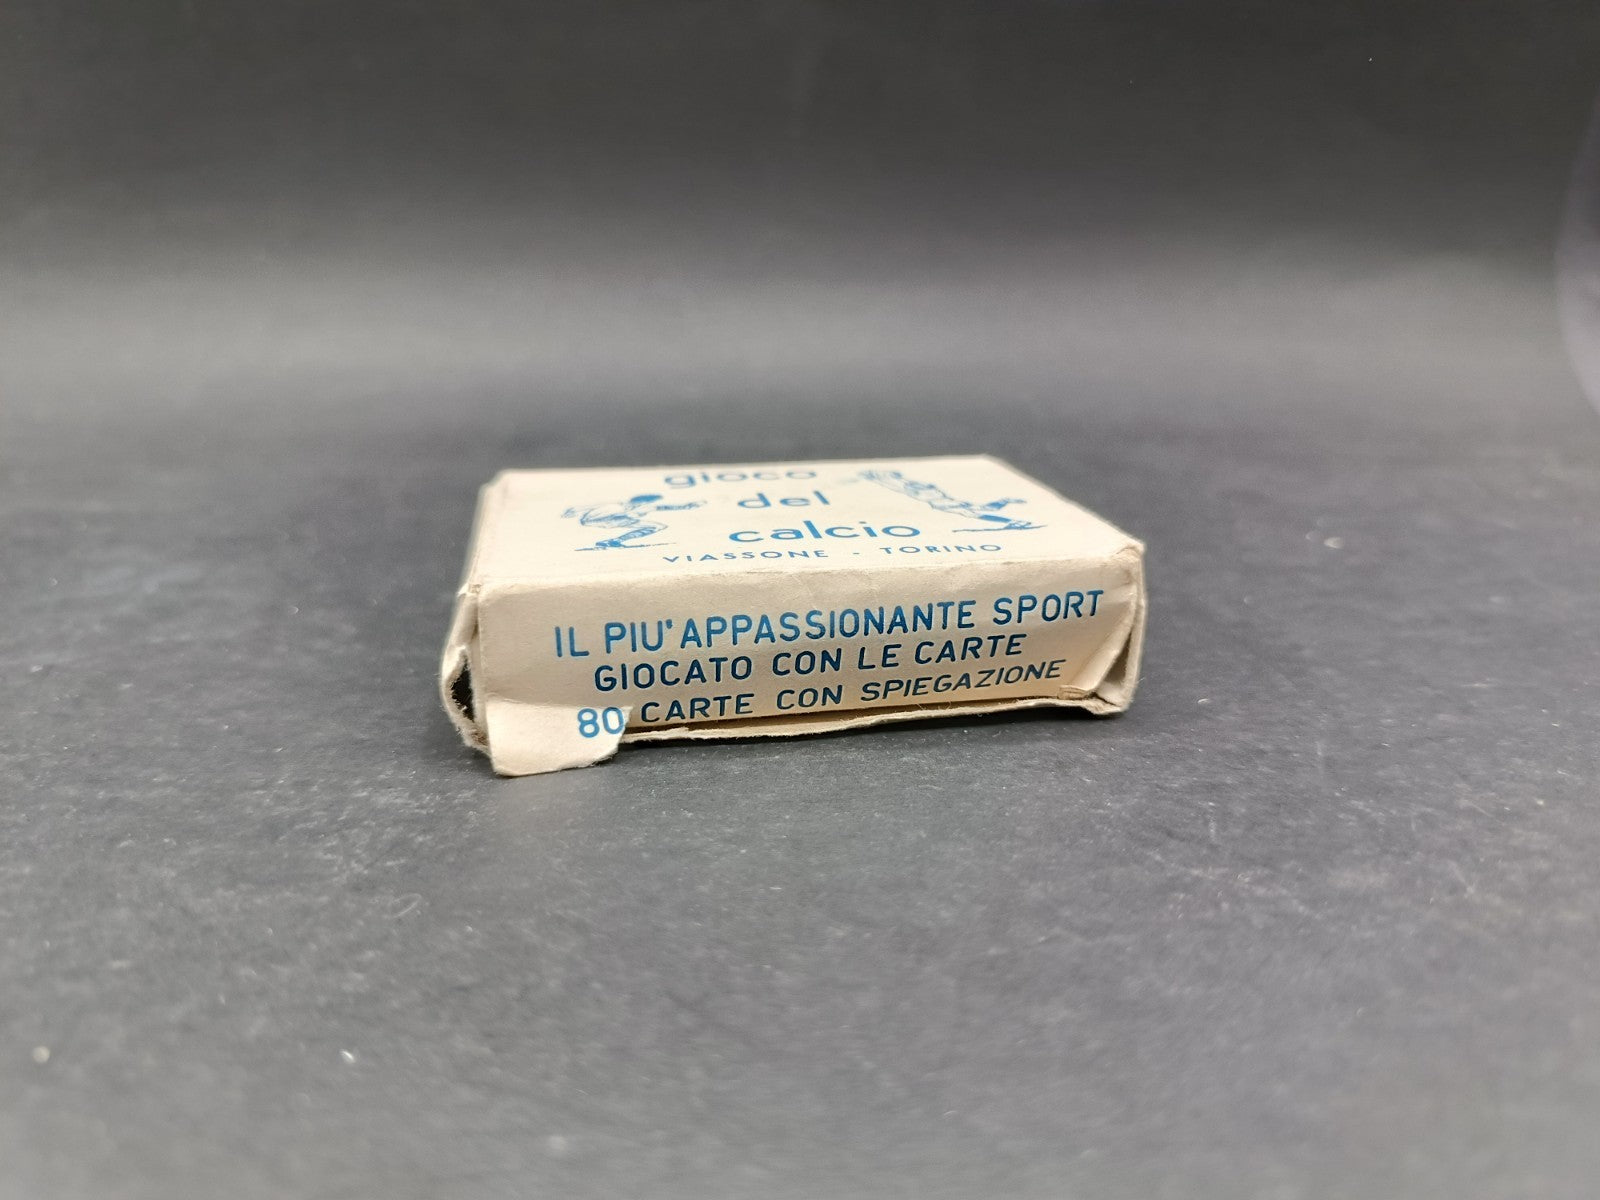 gioco
del
calcio
VIASSONE - TORINO
IL PIU' APPASSIONANTE SPORT
GIOCATO CON LE CARTE
80 CARTE CON SPIEGAZIONE